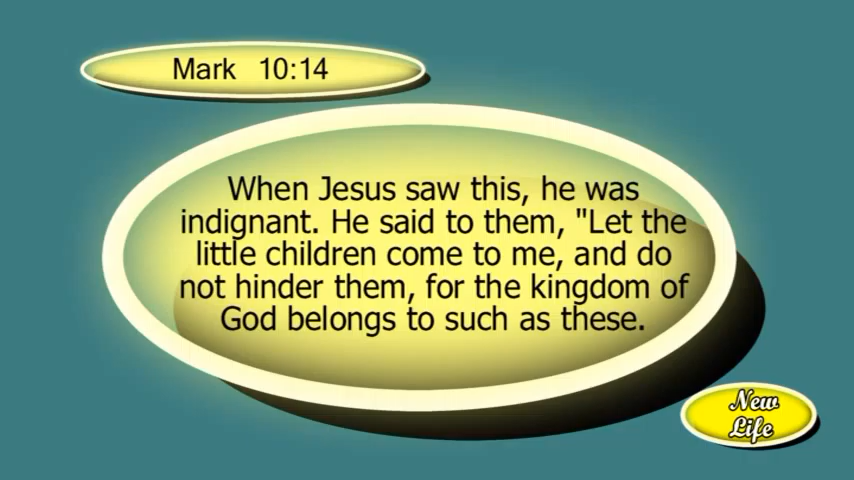 Mark 10:14
When Jesus saw this, he was
indignant. He said to them, "Let the
little children come to me, and do
not hinder them, for the kingdom of
God belongs to such as these.
New
Life